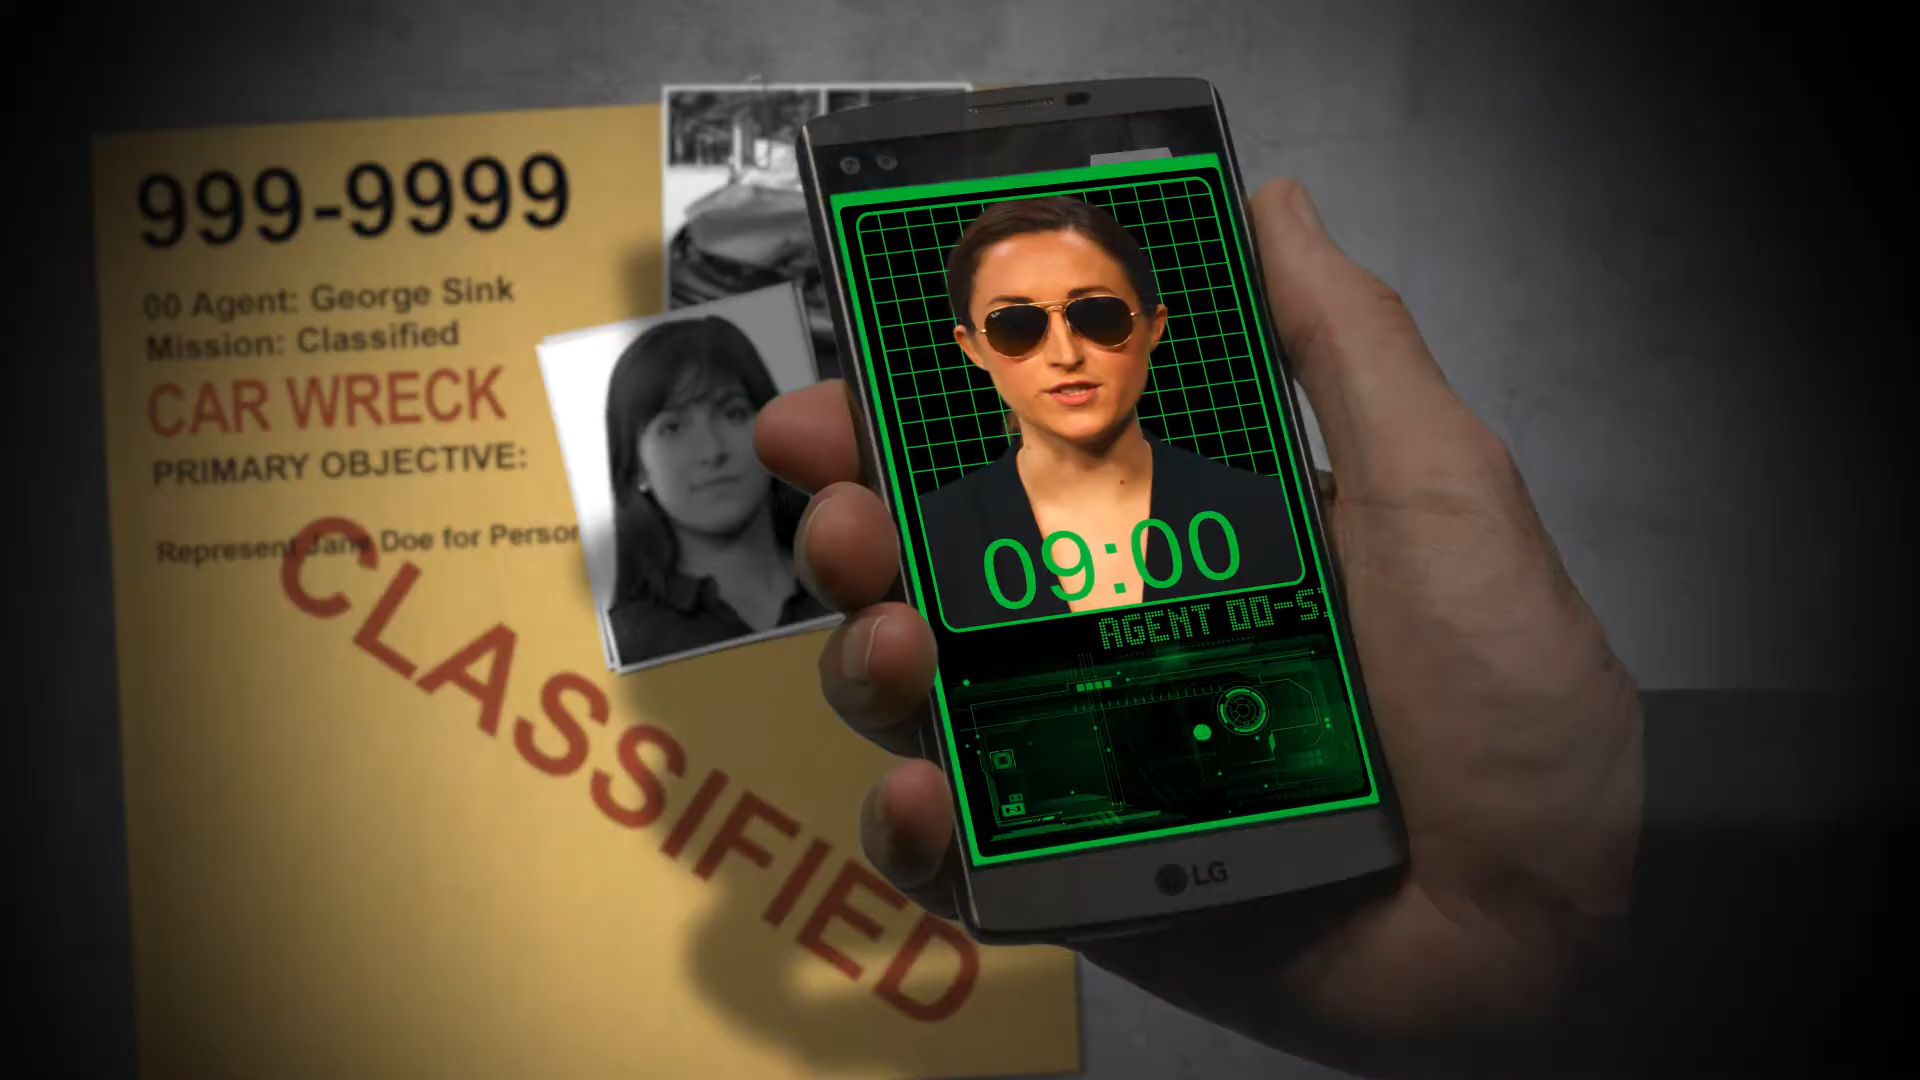 999-9999
00 Agent: George Sink
Mission: Classified
CAR WRECK
PRIMARY OBJECTIVE:
Represent Jane Doe for
CLASSIFIED
09:00
AGENT 00-
LG